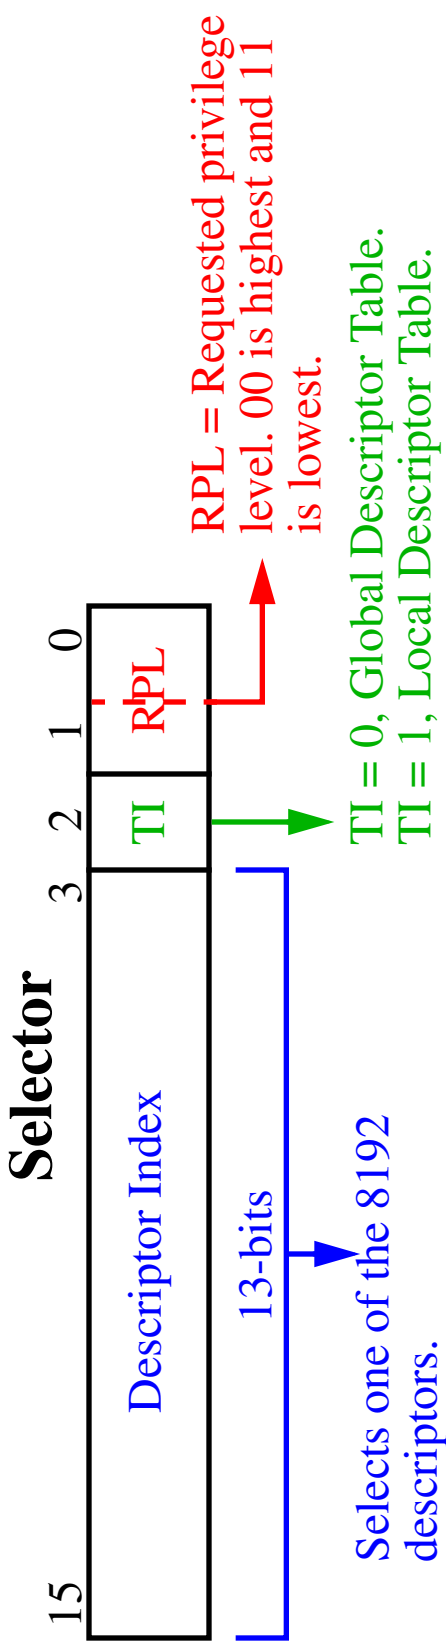 Selector
15 3 2 1 0
Descriptor Index TI RPL
13-bits
RPL = Requested privilege
level. 00 is highest and 11
is lowest.
Selects one of the 8192
descriptors.
TI = 0, Global Descriptor Table.
TI = 1, Local Descriptor Table.